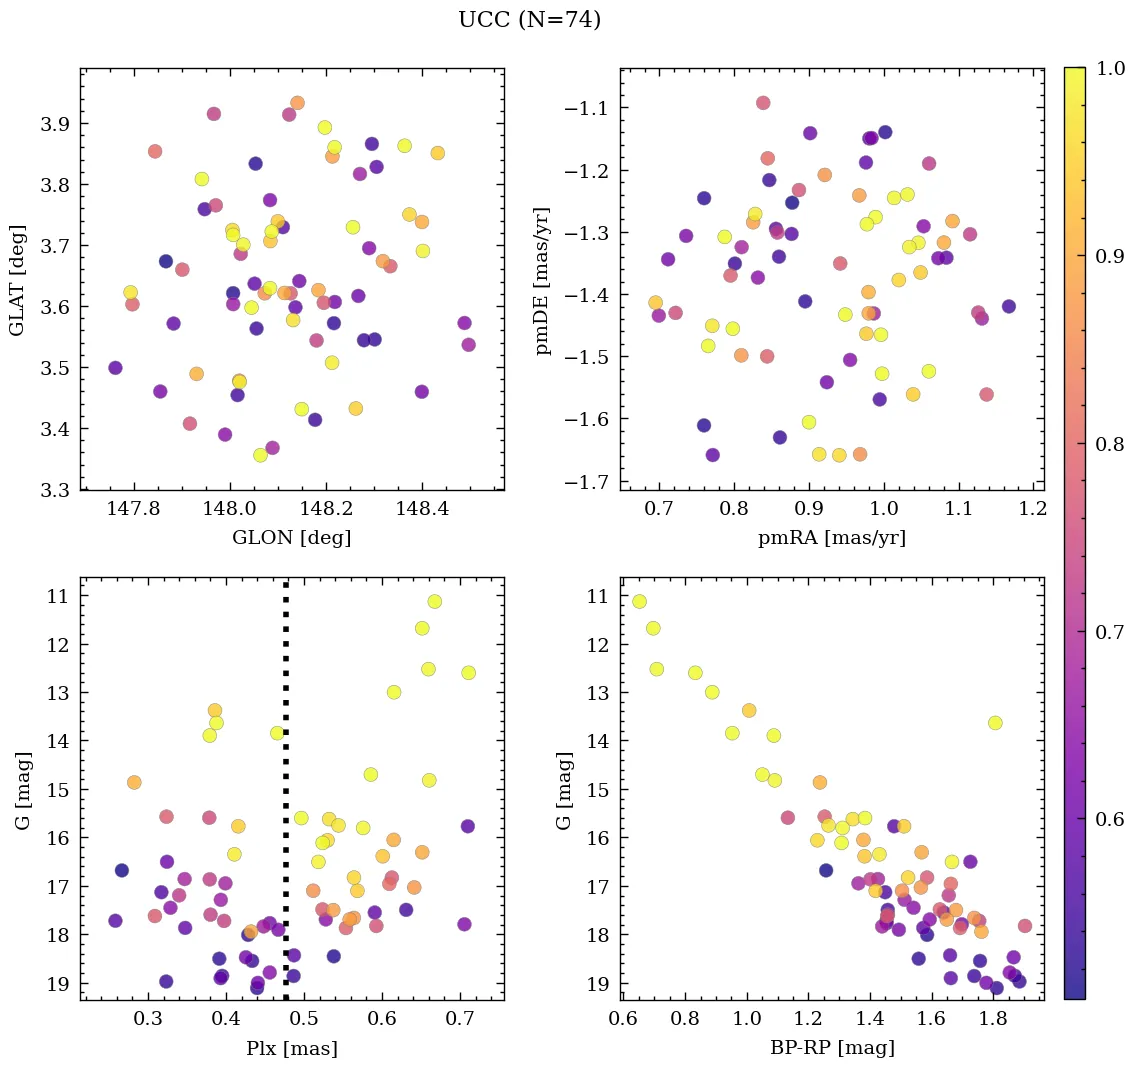 UCC (N=74)
3.9
3.8
3.7
3.6
3.5
3.4
3.3
GLAT [deg]
147.8 148.0 148.2 148.4
GLON [deg]
−1.1
−1.2
−1.3
−1.4
−1.5
−1.6
−1.7
pmDE [mas/yr]
0.7 0.8 0.9 1.0 1.1 1.2
pmRA [mas/yr]
11
12
13
14
15
16
17
18
19
G [mag]
0.3 0.4 0.5 0.6 0.7
Plx [mas]
11
12
13
14
15
16
17
18
19
G [mag]
0.6 0.8 1.0 1.2 1.4 1.6 1.8
BP-RP [mag]
1.0
0.9
0.8
0.7
0.6